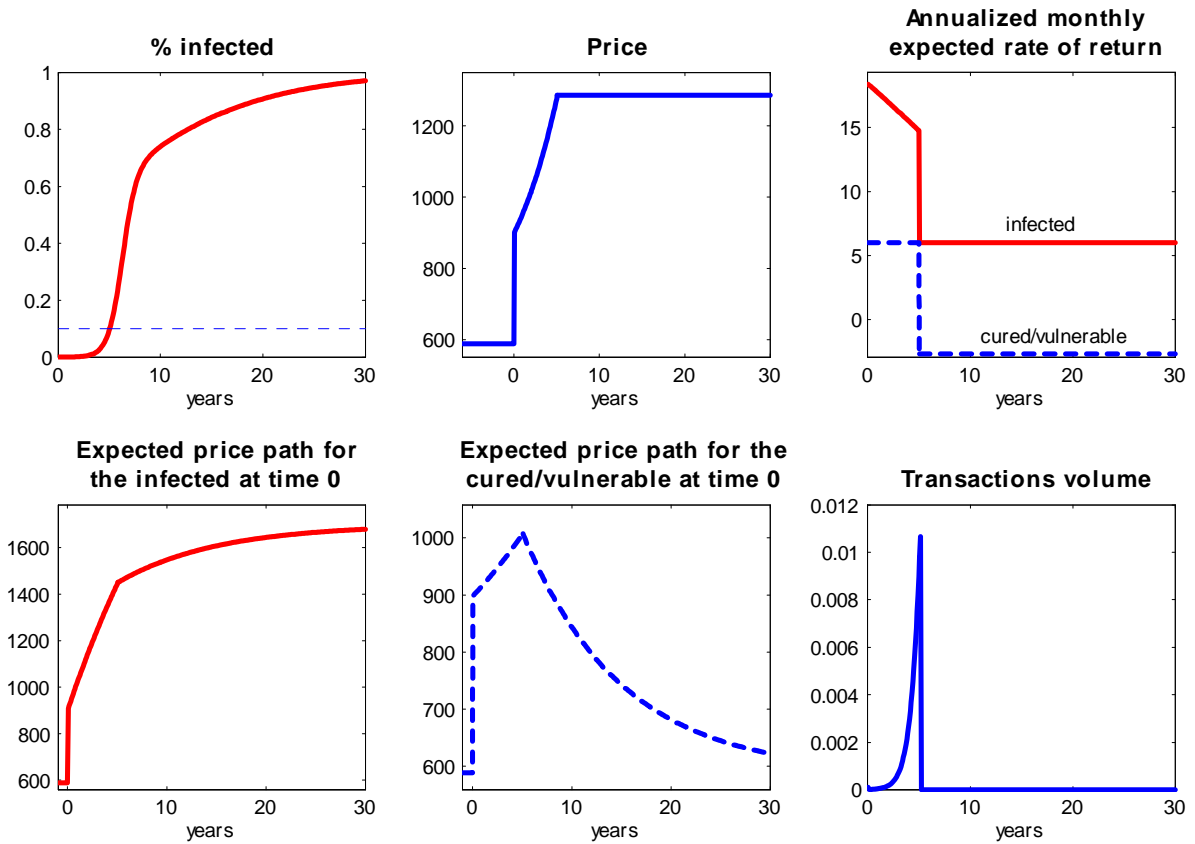 % infected
1
0.8
0.6
0.4
0.2
0
0 10 20 30
years
Price
1200
1000
800
600
0 10 20 30
years
Annualized monthly
expected rate of return
15
10
5
0
infected
cured/vulnerable
0 10 20 30
years
Expected price path for
the infected at time 0
1600
1400
1200
1000
800
600
0 10 20 30
years
Expected price path for the
cured/vulnerable at time 0
1000
900
800
700
600
0 10 20 30
years
Transactions volume
0.012
0.01
0.008
0.006
0.004
0.002
0
0 10 20 30
years